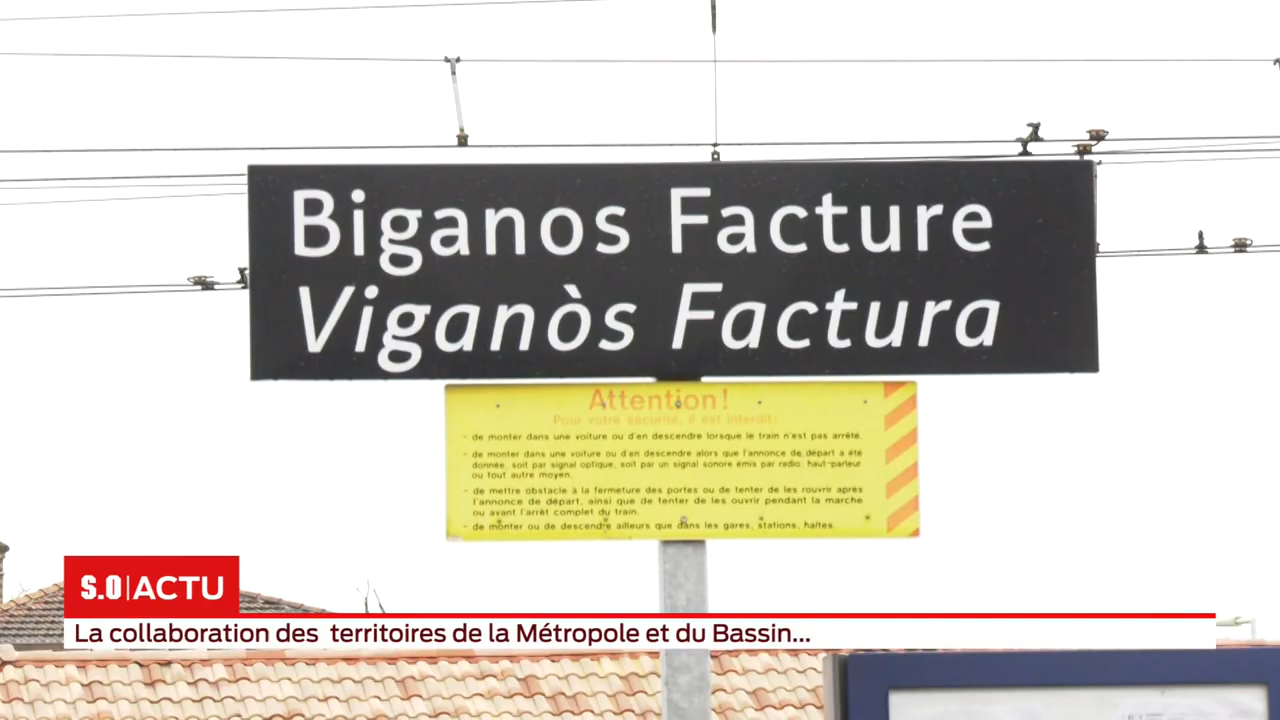 Biganos Facture
Viganòs Factura
Attention!
Pour votre sécurité, il est interdit:
- de monter dans une voiture ou d'en descendre lorsque le train n'est pas arrêté.
- de monter dans une voiture ou d'en descendre alors que l'annonce de départ a été
donnée, soit par signal optique, soit par un signal sonore émis par radio, haut-parleur
ou tout autre moyen.
- de mettre obstacle à la fermeture des portes ou de tenter de les rouvrir après
l'annonce de départ, ainsi que de tenter de les ouvrir pendant la marche
ou avant l'arrêt complet du train.
- de monter ou de descendre ailleurs que dans les gares, stations, haltes.
S.O|ACTU
La collaboration des  territoires de la Métropole et du Bassin...